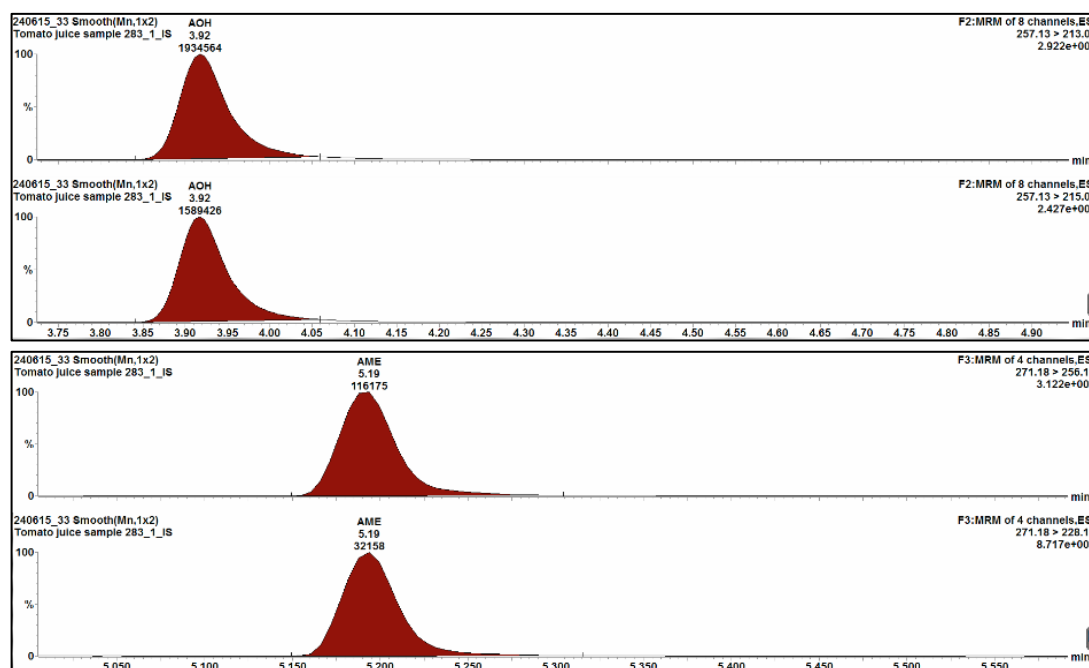 240615_33 Smooth(Mn,1x2)
Tomato juice sample 283_1_IS
AOH
3.92
1934564
F2:MRM of 8 channels,ES
257.13 > 213.0
2.922e+00
100
%
0
min
240615_33 Smooth(Mn,1x2)
Tomato juice sample 283_1_IS
AOH
3.92
1589426
F2:MRM of 8 channels,ES
257.13 > 215.0
2.427e+00
100
%
0
min
3.75 3.80 3.85 3.90 3.95 4.00 4.05 4.10 4.15 4.20 4.25 4.30 4.35 4.40 4.45 4.50 4.55 4.60 4.65 4.70 4.75 4.80 4.85 4.90
240615_33 Smooth(Mn,1x2)
Tomato juice sample 283_1_IS
AME
5.19
116175
F3:MRM of 4 channels,ES
271.18 > 256.1
3.122e+00
100
%
0
min
240615_33 Smooth(Mn,1x2)
Tomato juice sample 283_1_IS
AME
5.19
32158
F3:MRM of 4 channels,ES
271.18 > 228.1
8.717e+00
100
%
0
min
5.050 5.100 5.150 5.200 5.250 5.300 5.350 5.400 5.450 5.500 5.550